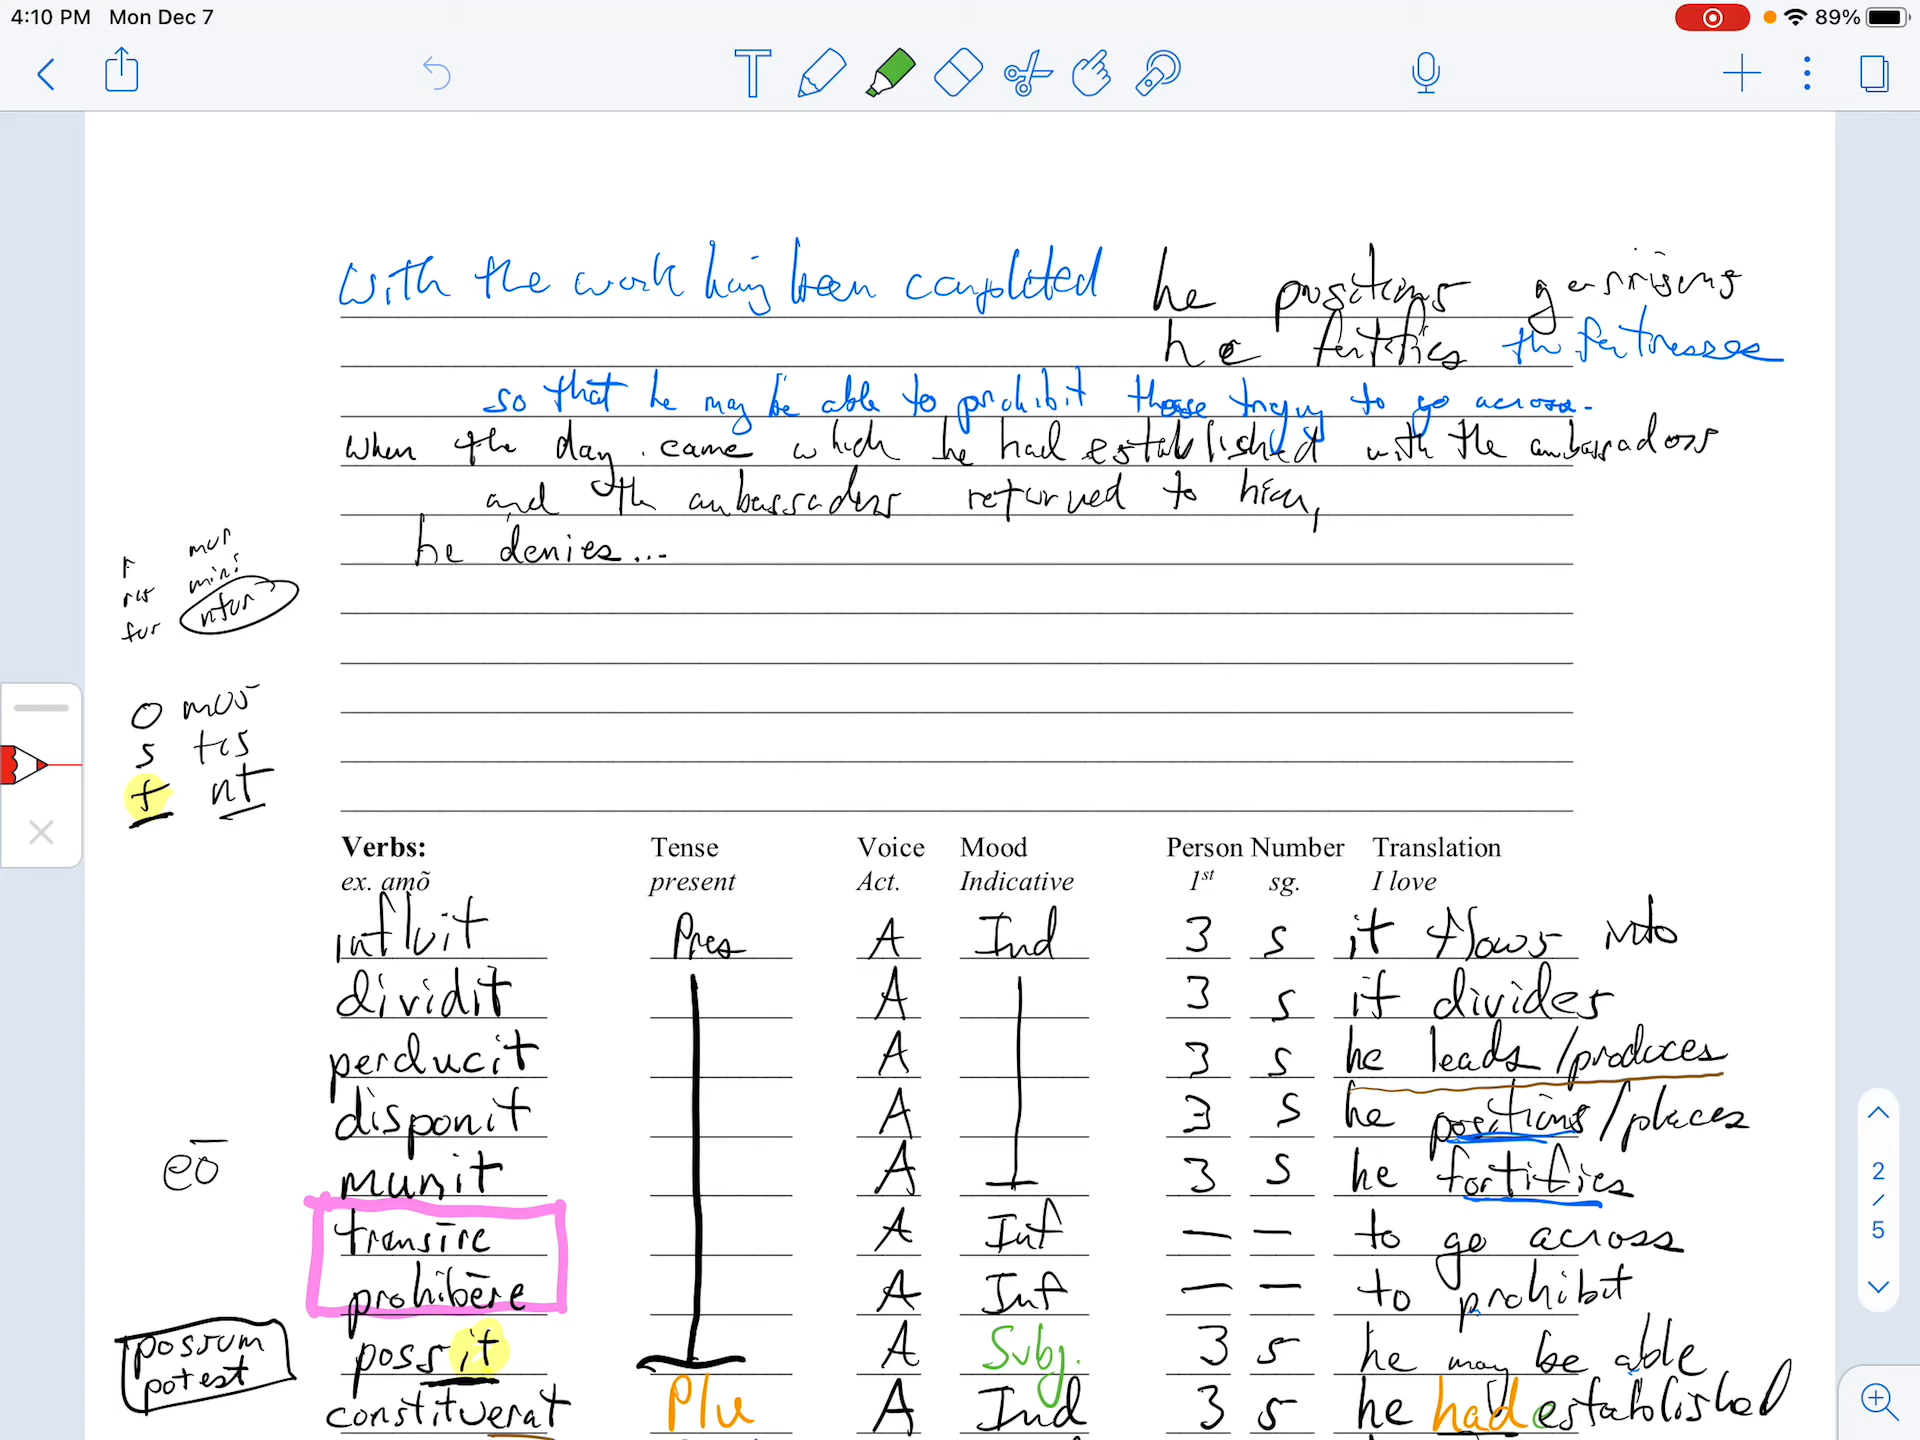 4:10 PM Mon Dec 7
89%
With the work having been completed he positions garrisons
he fortifies the fortresses
so that he may be able to prohibit those trying to go across.
When the day came which he had established with the ambassadors
and the ambassadors returned to him,
he denies...
r mur
mini
tur ntur
o mus
s tis
t nt
Verbs: Tense Voice Mood Person Number Translation
ex. amõ present Act. Indicative 1st sg. I love
influit Pres A Ind 3 s it flows into
dividit A 3 s it divides
perducit A 3 s he leads/produces
disponit A 3 s he positions/places
munit A 3 s he fortifies
eō
transīre A Inf — — to go across
prohibēre A Inf — — to prohibit
possum
potest
possit A Subj. 3 s he may be able
constituerat Plu A Ind 3 s he had established
2
/
5